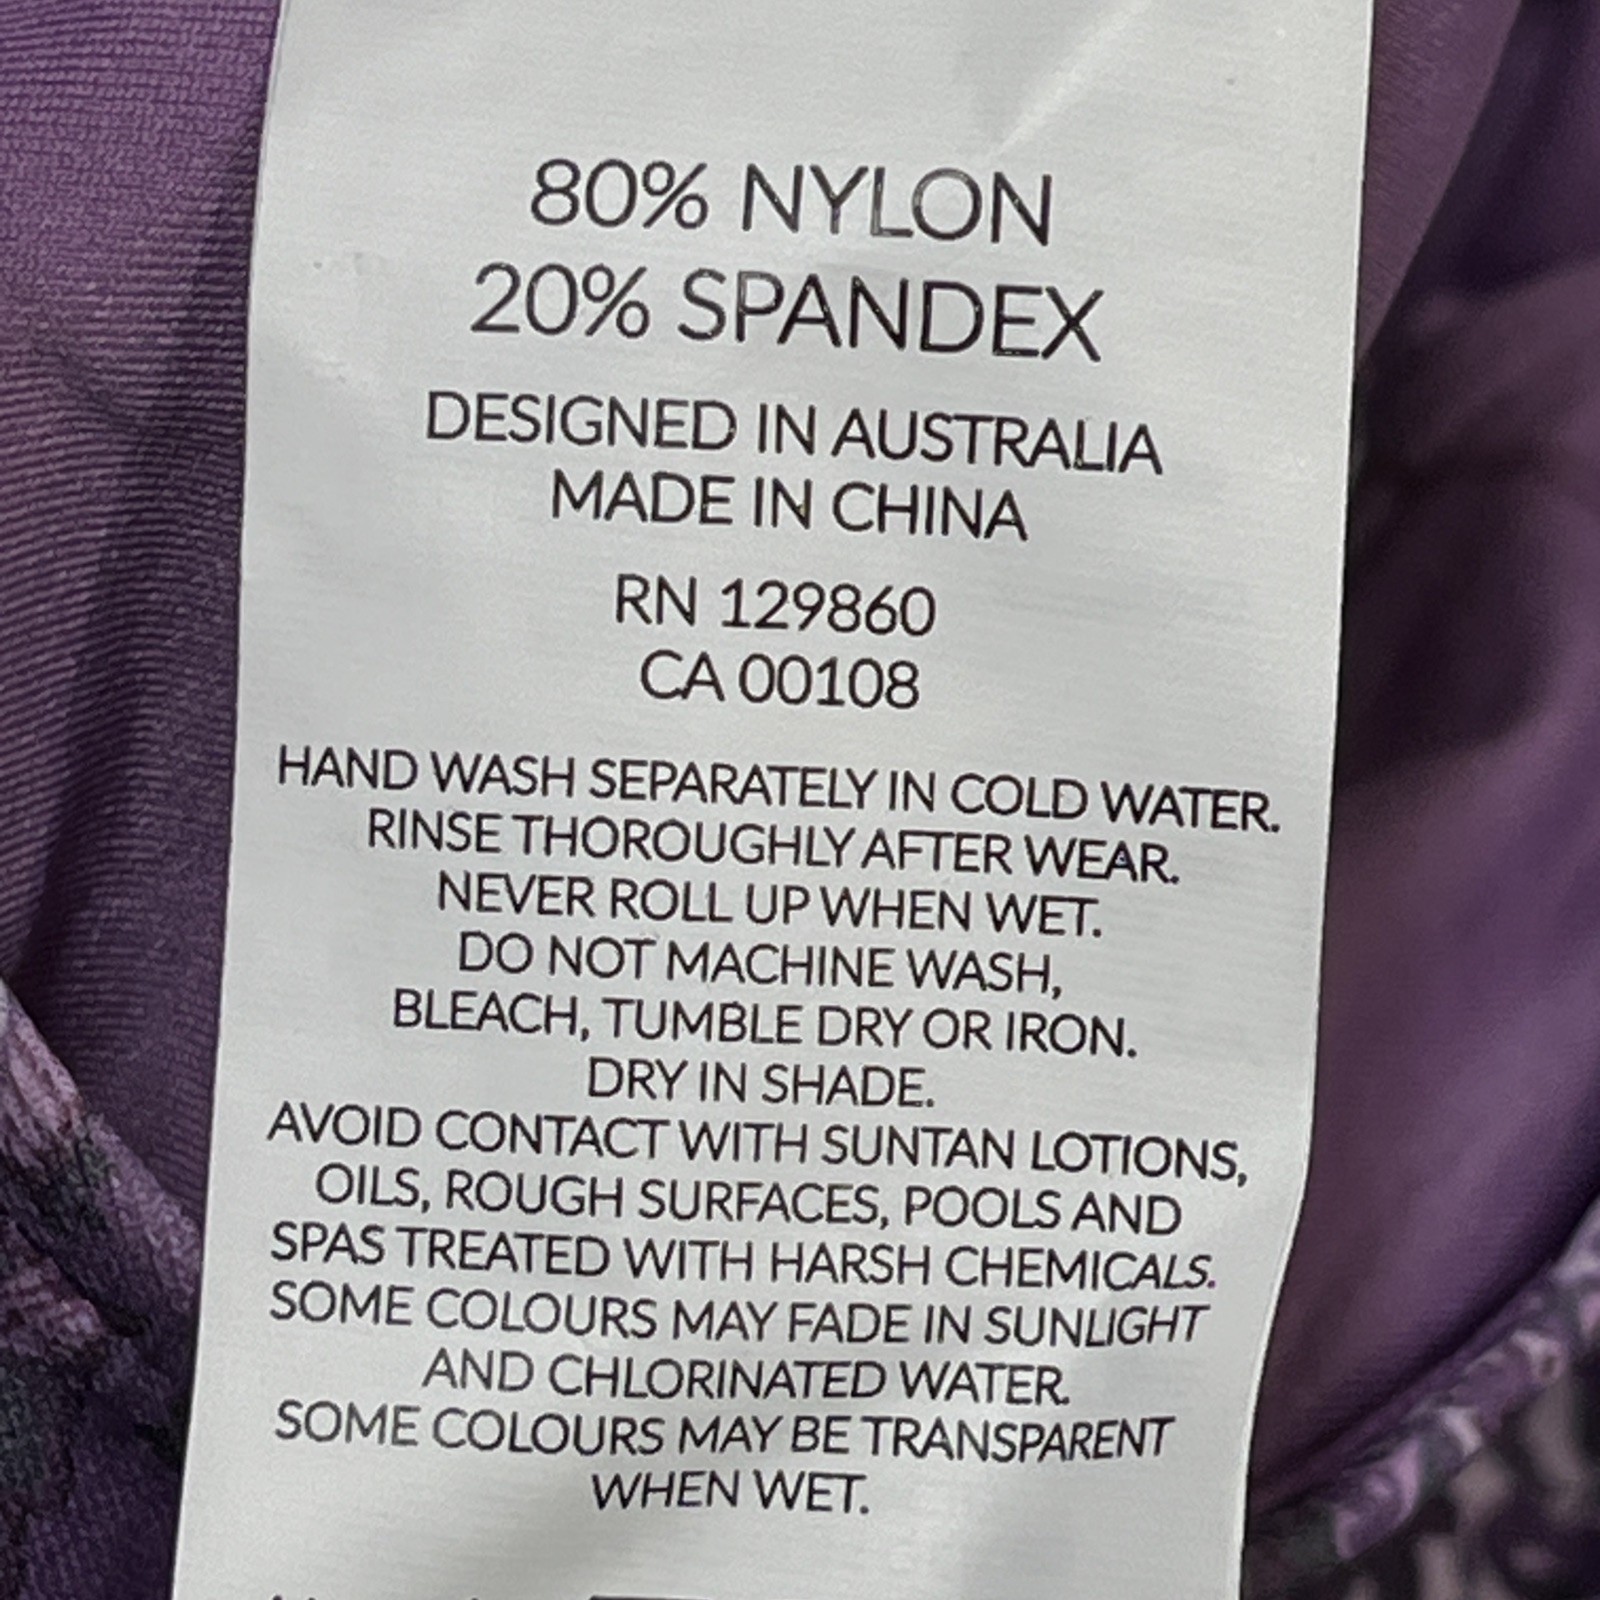 80% NYLON
20% SPANDEX
DESIGNED IN AUSTRALIA
MADE IN CHINA
RN 129860
CA 00108
HAND WASH SEPARATELY IN COLD WATER.
RINSE THOROUGHLY AFTER WEAR.
NEVER ROLL UP WHEN WET.
DO NOT MACHINE WASH,
BLEACH, TUMBLE DRY OR IRON.
DRY IN SHADE.
AVOID CONTACT WITH SUNTAN LOTIONS,
OILS, ROUGH SURFACES, POOLS AND
SPAS TREATED WITH HARSH CHEMICALS.
SOME COLOURS MAY FADE IN SUNLIGHT
AND CHLORINATED WATER.
SOME COLOURS MAY BE TRANSPARENT
WHEN WET.